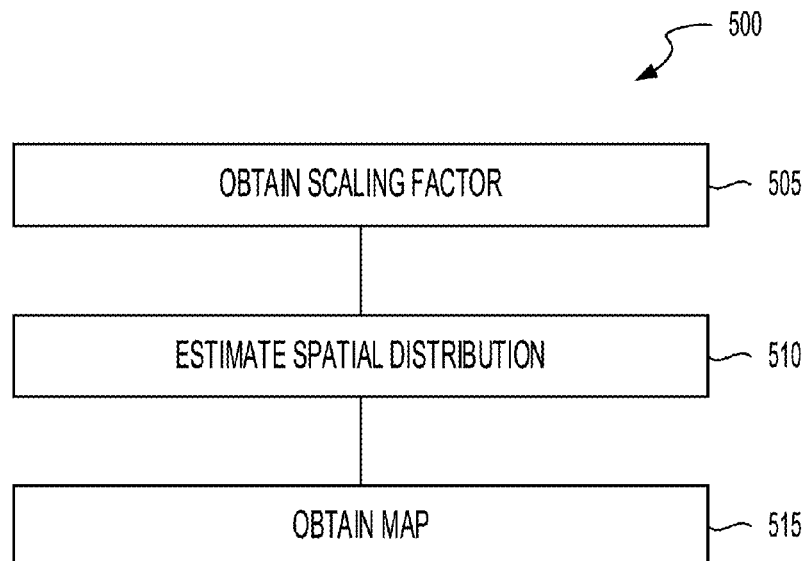 500
OBTAIN SCALING FACTOR
505
ESTIMATE SPATIAL DISTRIBUTION
510
OBTAIN MAP
515